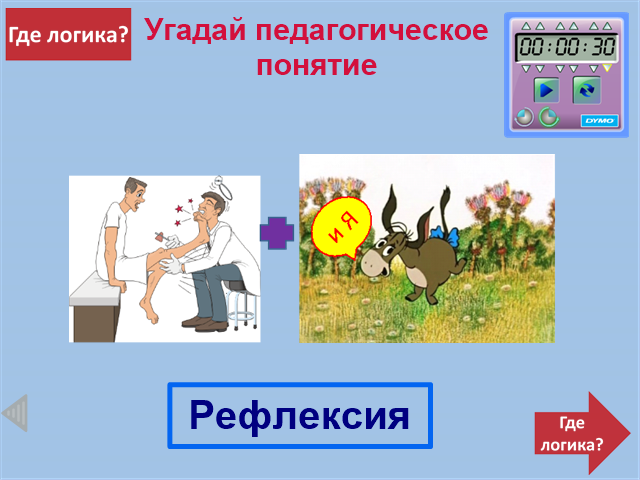 Где логика?
Угадай педагогическое
понятие
00:00:30
DYMO
и Я
Рефлексия
Где
логика?